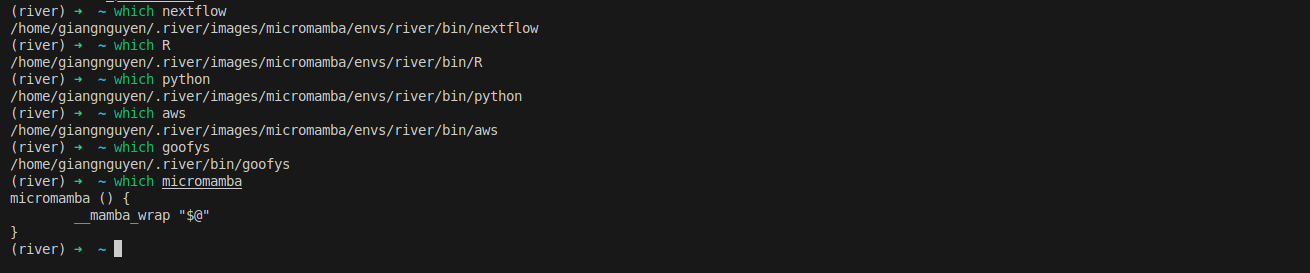 (river) ➜  ~ which nextflow
/home/giangnguyen/.river/images/micromamba/envs/river/bin/nextflow
(river) ➜  ~ which R
/home/giangnguyen/.river/images/micromamba/envs/river/bin/R
(river) ➜  ~ which python
/home/giangnguyen/.river/images/micromamba/envs/river/bin/python
(river) ➜  ~ which aws
/home/giangnguyen/.river/images/micromamba/envs/river/bin/aws
(river) ➜  ~ which goofys
/home/giangnguyen/.river/bin/goofys
(river) ➜  ~ which micromamba
micromamba () {
        __mamba_wrap "$@"
}
(river) ➜  ~